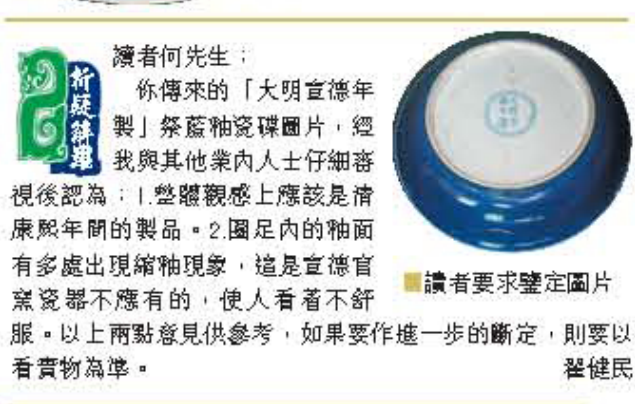 析疑辨異
讀者何先生：
你傳來的「大明宣德年
製」祭藍釉瓷碟圖片，經
我與其他業內人士仔細審
視後認為：1.整體觀感上應該是清
康熙年間的製品。2.圈足內的釉面
有多處出現縮釉現象，這是宣德官
窯瓷器不應有的，使人看着不舒
服。以上兩點意見供參考，如果要作進一步的斷定，則要以
看實物為準。
翟健民
■讀者要求鑒定圖片